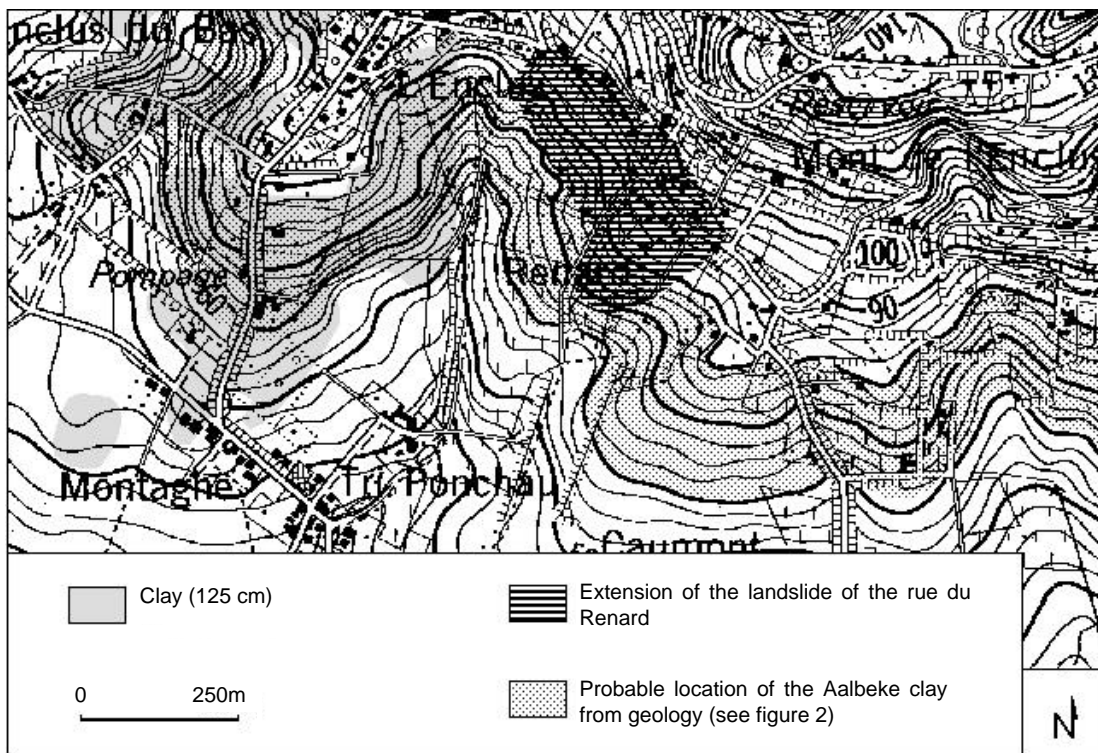 nclus du Bas
140
L'Enclus
Mont de l'Enclus
100
Pompage
Renard
90
Montagne
Tri Ponchau
Caumont
Clay (125 cm)
Extension of the landslide of the rue du
Renard
0 250m
Probable location of the Aalbeke clay
from geology (see figure 2)
N